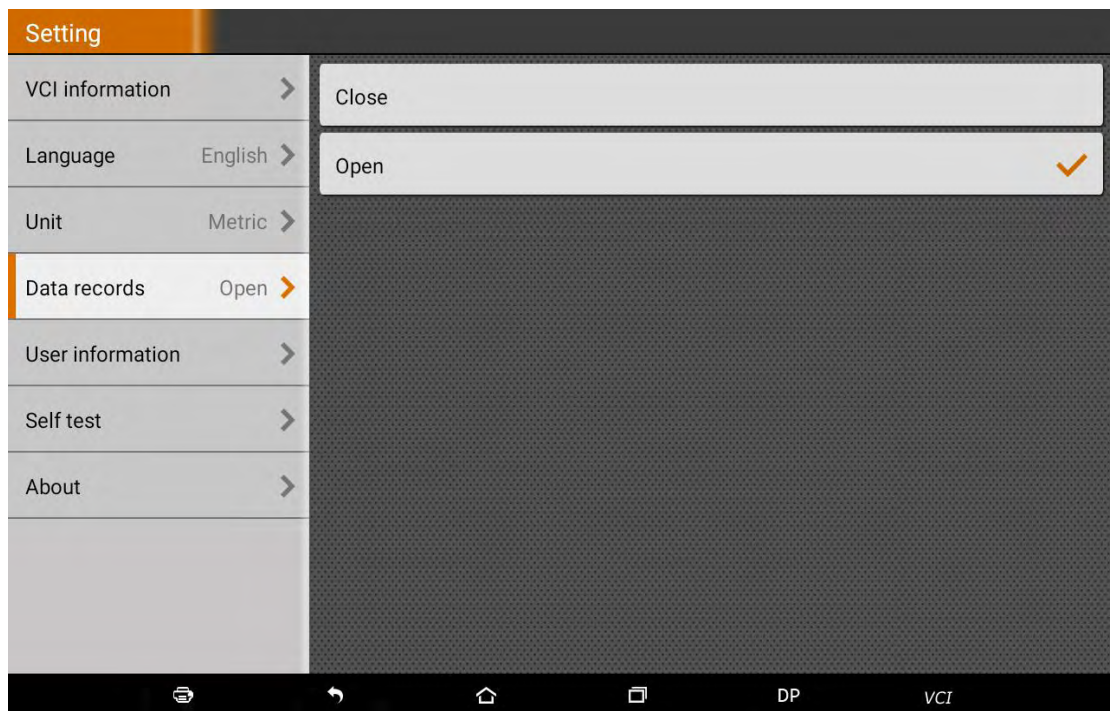 Setting
VCI information
Language English
Unit Metric
Data records Open
User information
Self test
About
Close
Open
DP VCI